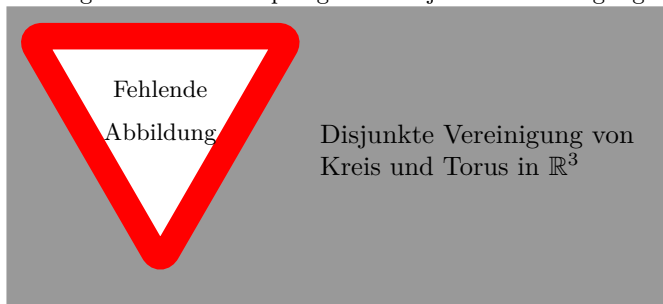 Fehlende
Abbildung
Disjunkte Vereinigung von
Kreis und Torus in ℝ³